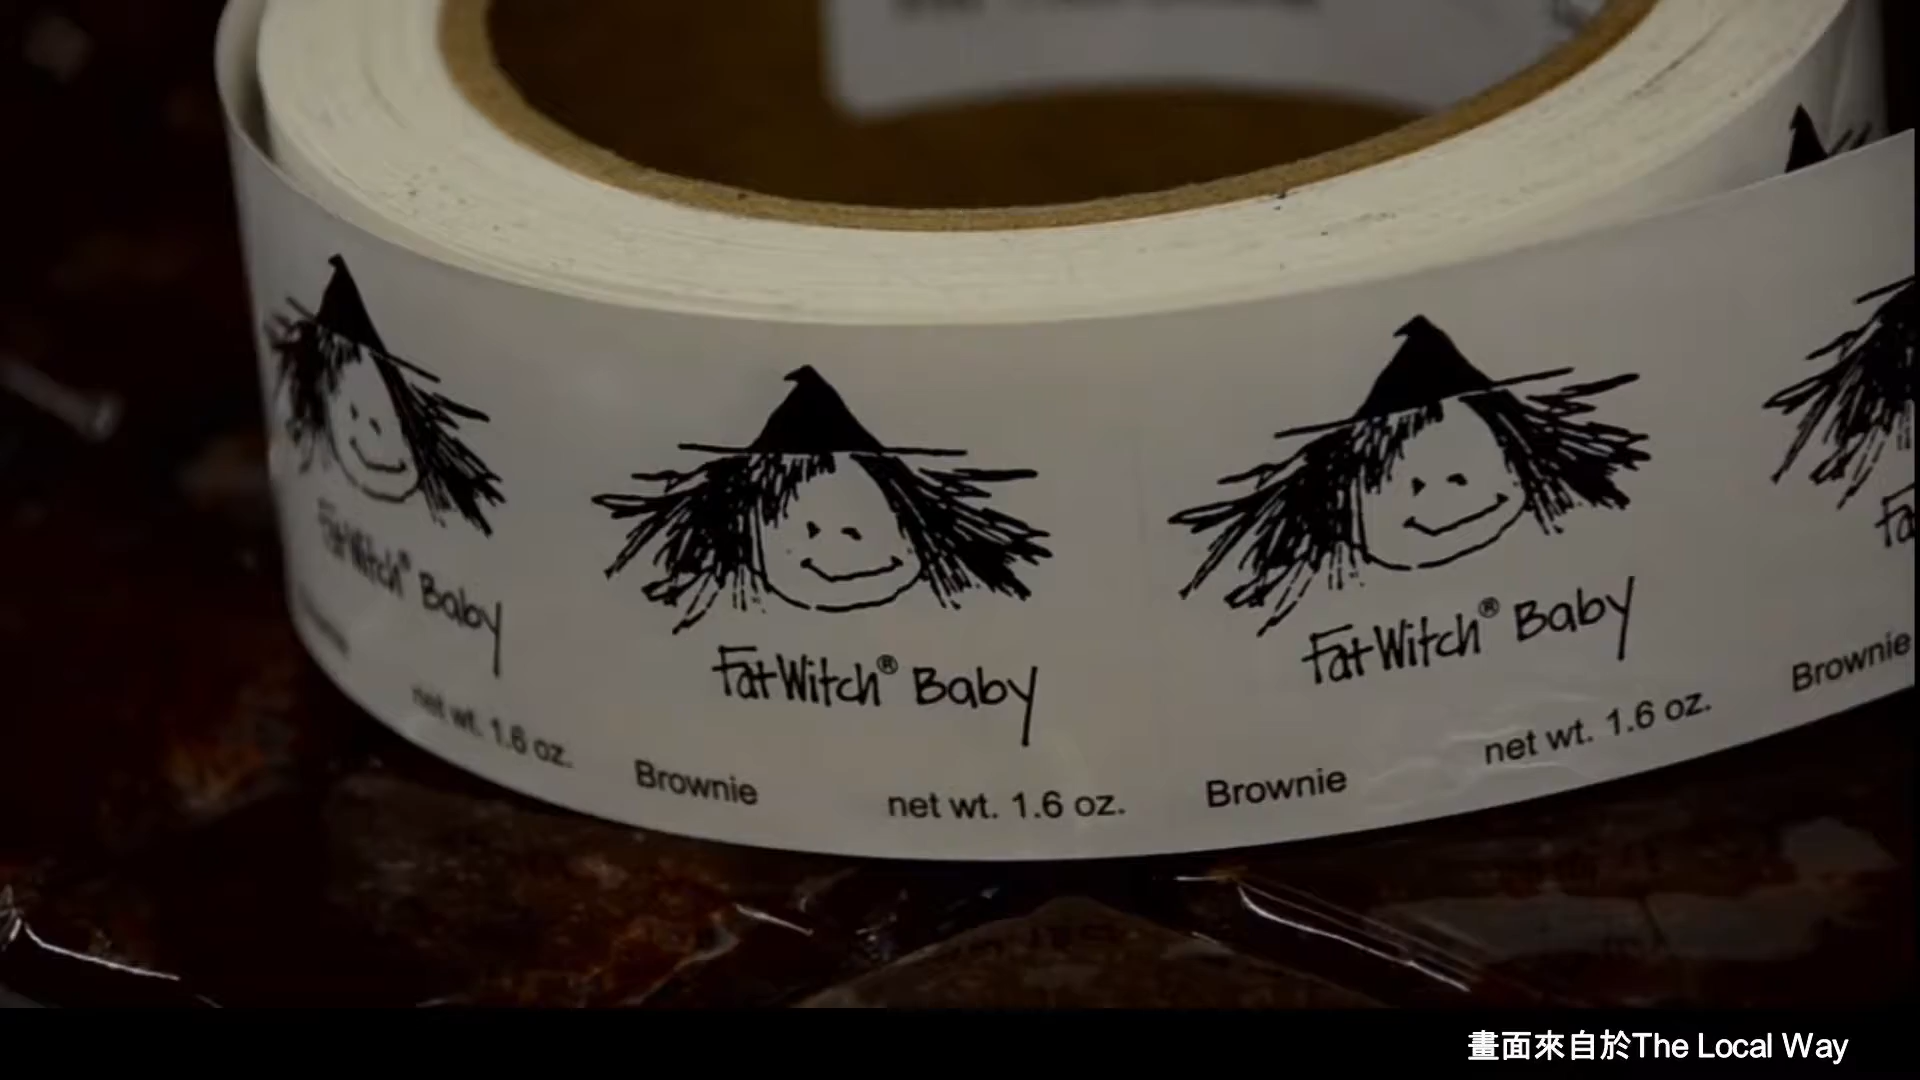 Fat Witch® Baby
net wt. 1.6 oz.
Fat Witch® Baby
Brownie
net wt. 1.6 oz.
Fat Witch® Baby
Brownie
net wt. 1.6 oz.
Brownie
畫面來自於The Local Way